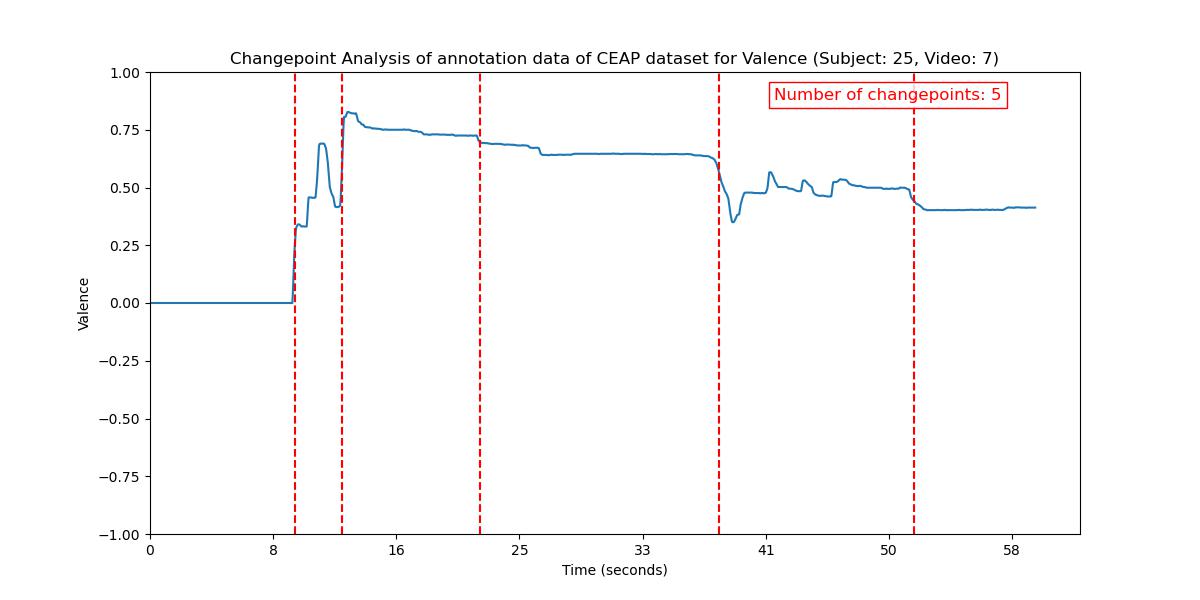 Changepoint Analysis of annotation data of CEAP dataset for Valence (Subject: 25, Video: 7)
Number of changepoints: 5
1.00
0.75
0.50
0.25
0.00
−0.25
−0.50
−0.75
−1.00
Valence
0 8 16 25 33 41 50 58
Time (seconds)